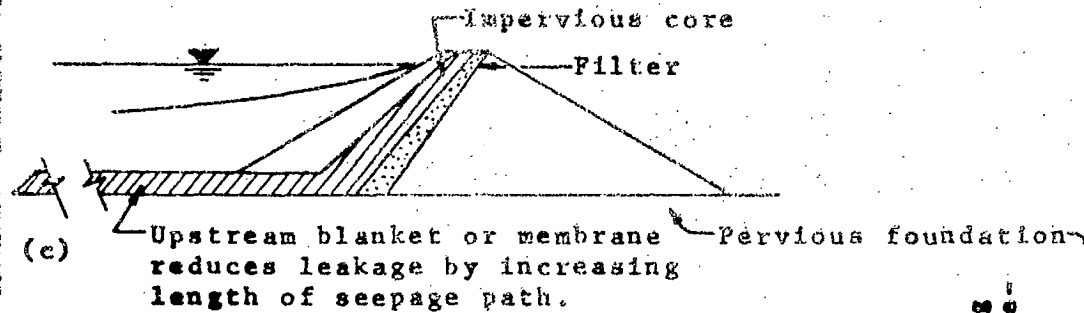 Impervious core
Filter
(c)
Upstream blanket or membrane
reduces leakage by increasing
length of seepage path.
Pervious foundation